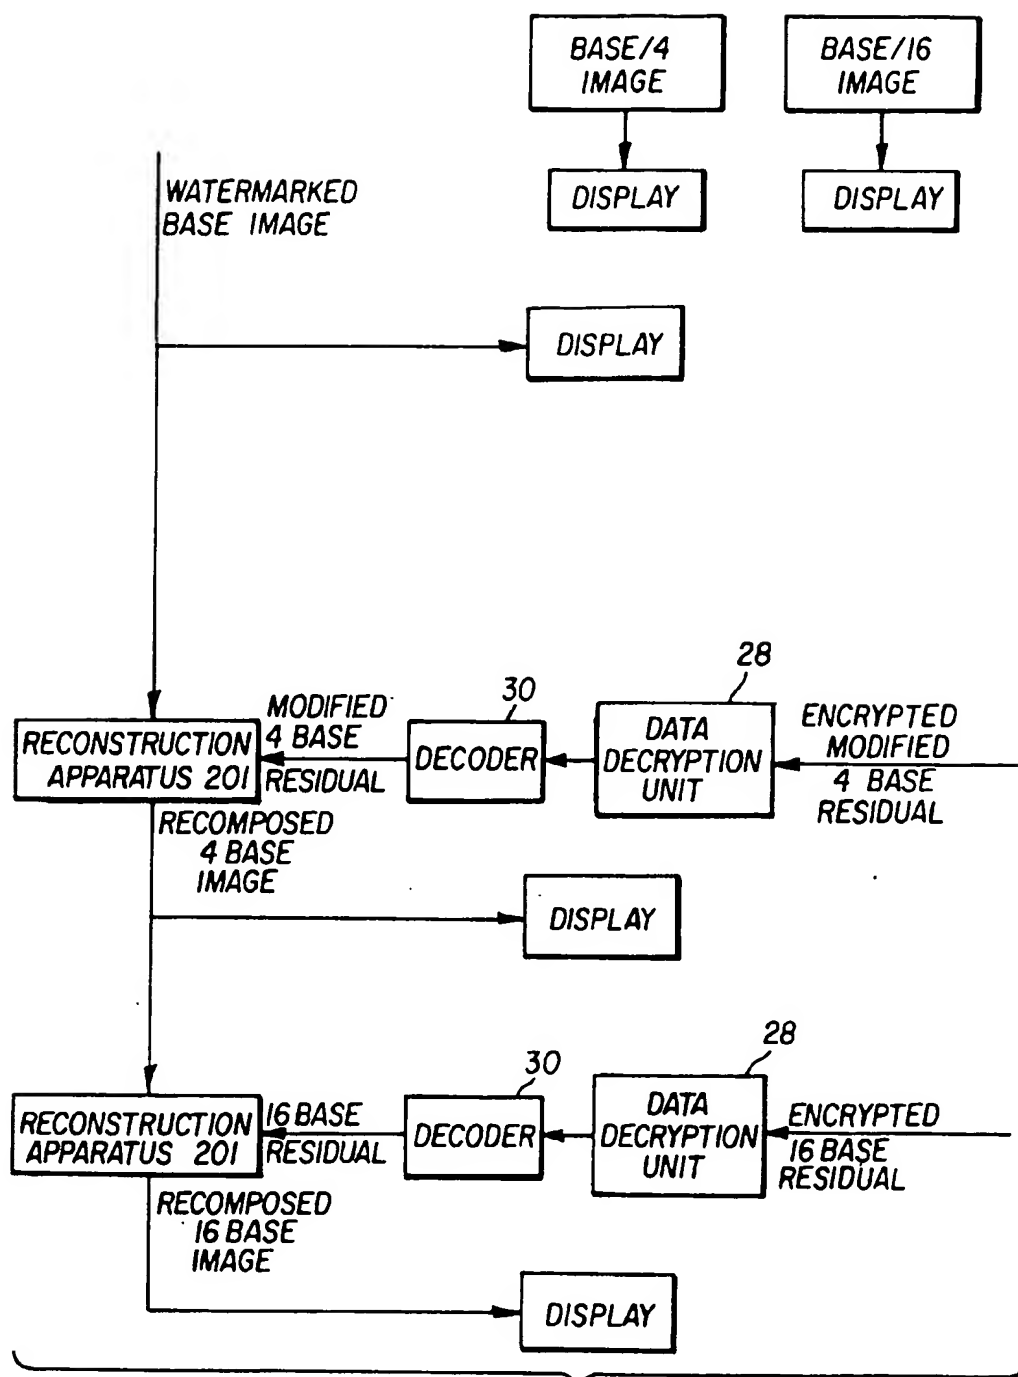 BASE/4
IMAGE
BASE/16
IMAGE
DISPLAY
DISPLAY
WATERMARKED
BASE IMAGE
DISPLAY
RECONSTRUCTION
APPARATUS 201
MODIFIED
4 BASE
RESIDUAL
30
DECODER
28
DATA
DECRYPTION
UNIT
ENCRYPTED
MODIFIED
4 BASE
RESIDUAL
RECOMPOSED
4 BASE
IMAGE
DISPLAY
RECONSTRUCTION
APPARATUS 201
16 BASE
RESIDUAL
30
DECODER
28
DATA
DECRYPTION
UNIT
ENCRYPTED
16 BASE
RESIDUAL
RECOMPOSED
16 BASE
IMAGE
DISPLAY